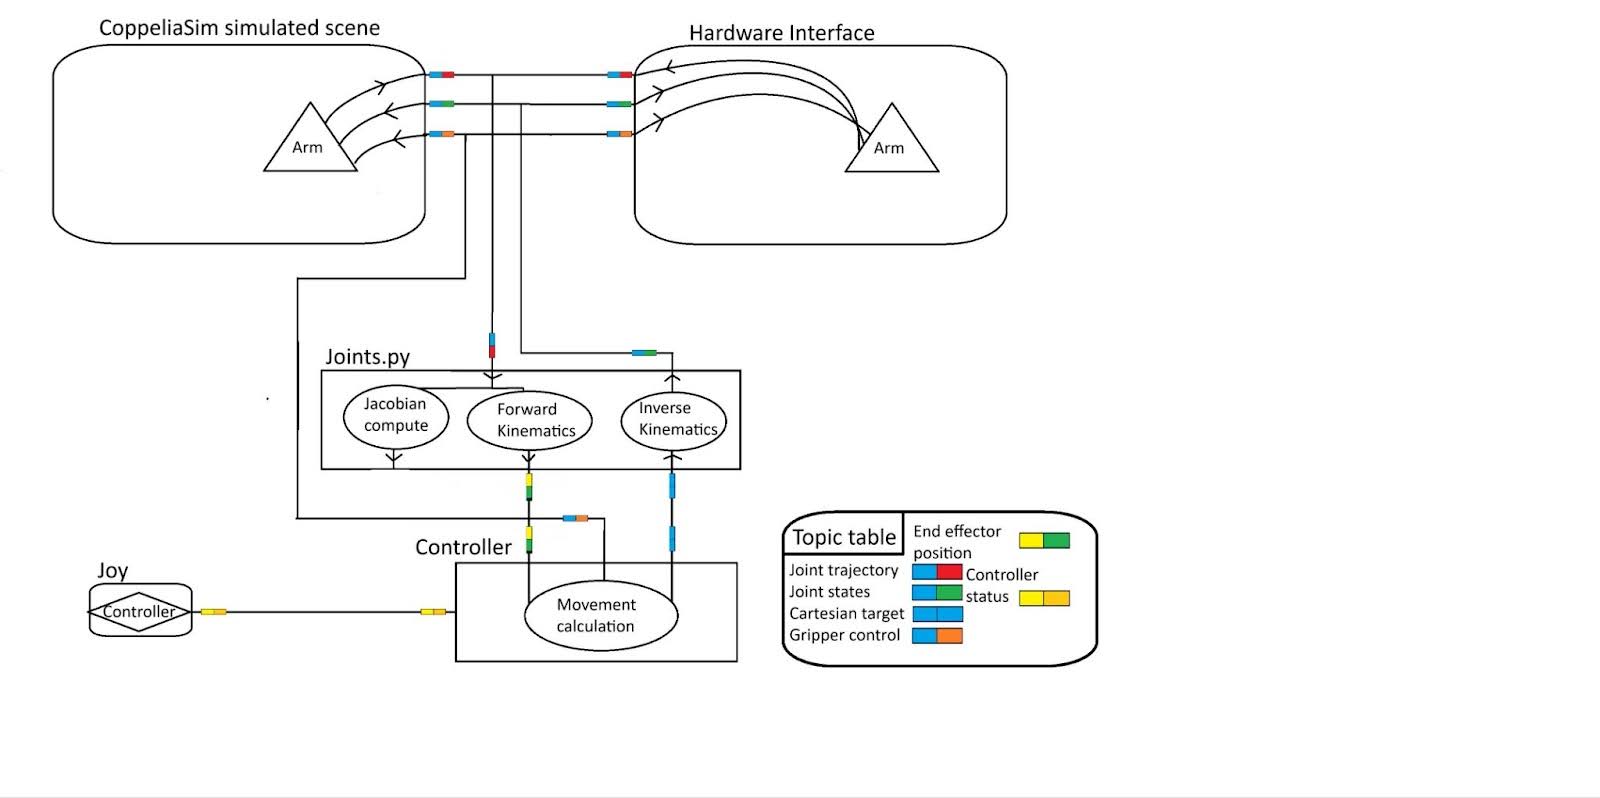 CoppeliaSim simulated scene
Hardware Interface
Arm
Arm
Joints.py
Jacobian
compute
Forward
Kinematics
Inverse
Kinematics
Controller
Joy
Controller
Movement
calculation
Topic table
End effector
position
Joint trajectory
Controller
Joint states
status
Cartesian target
Gripper control